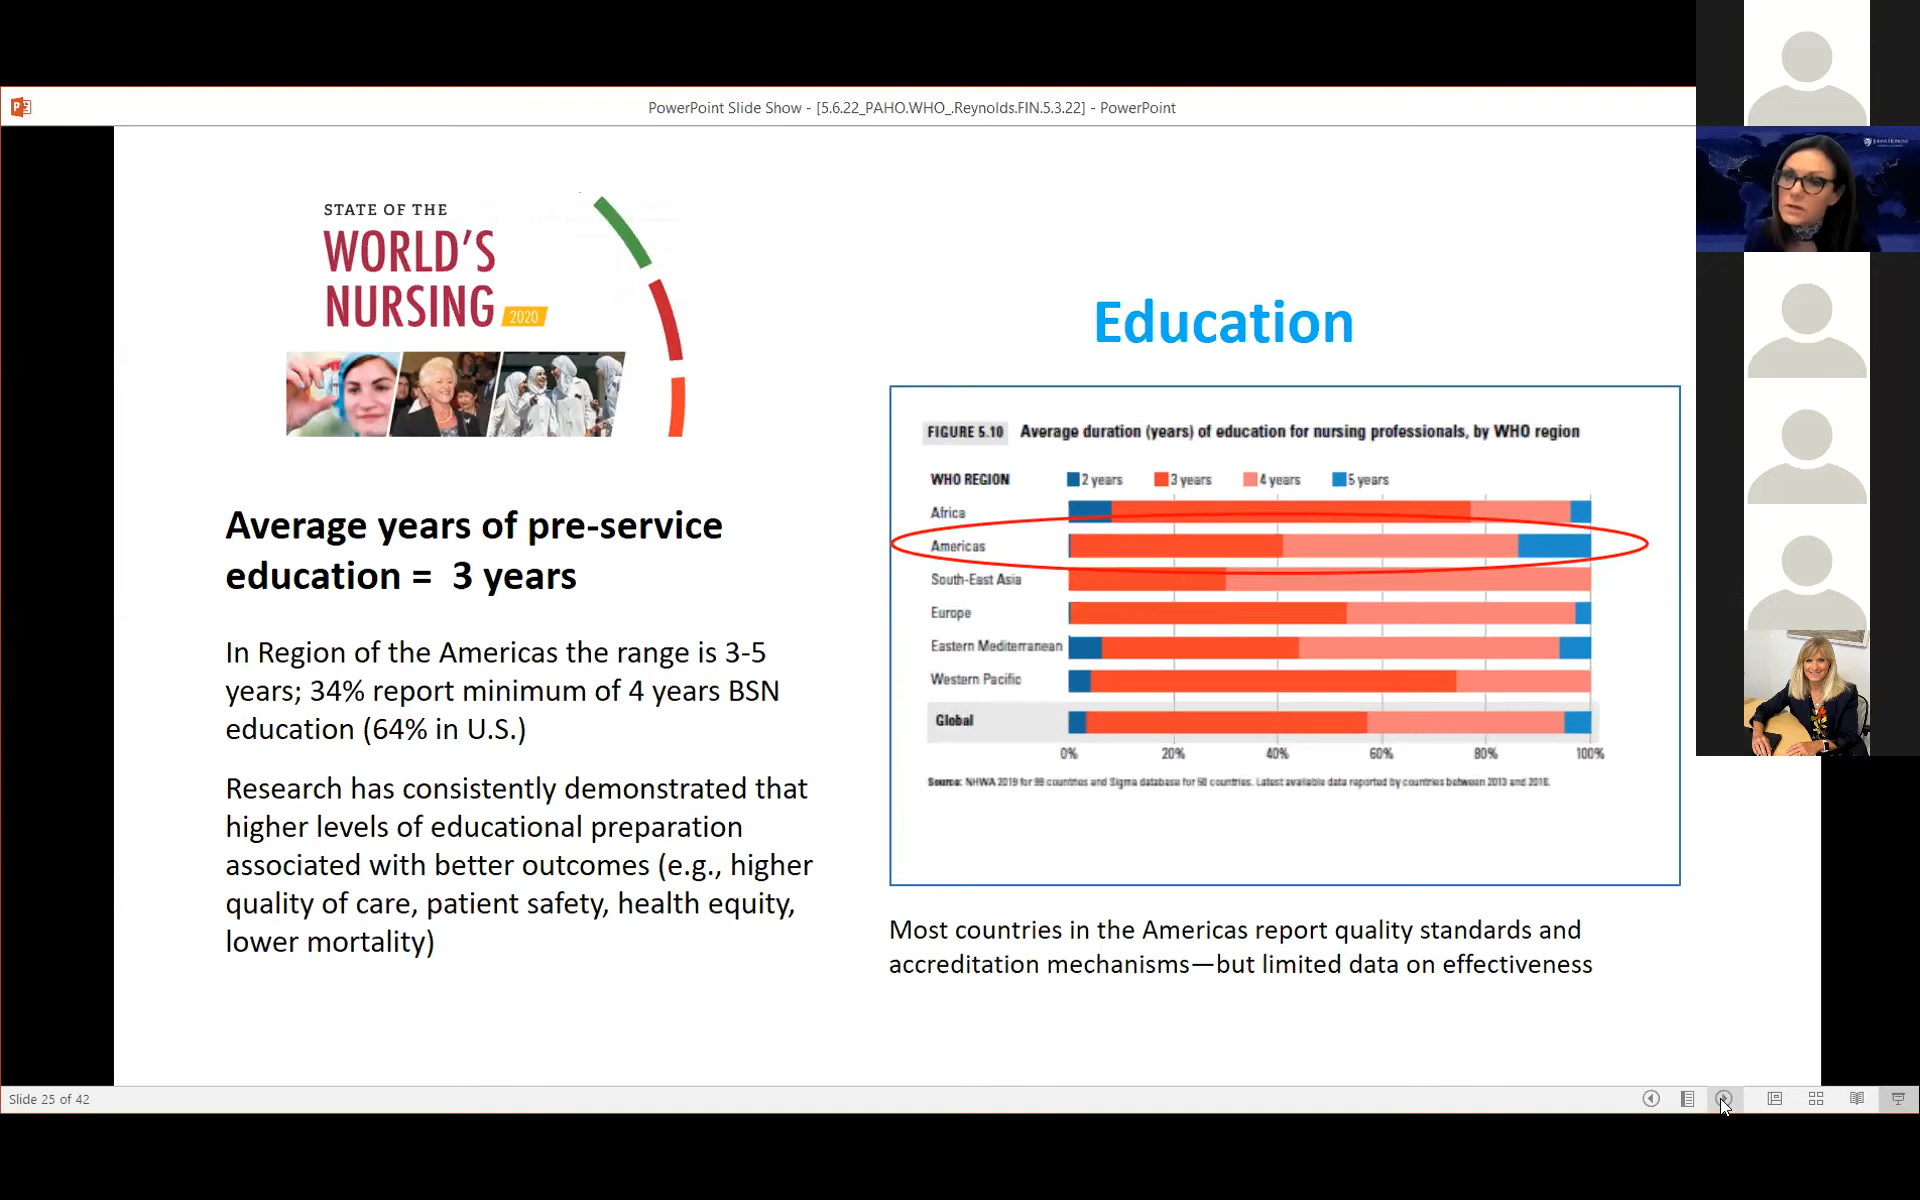 PowerPoint Slide Show - [5.6.22_PAHO.WHO_.Reynolds.FIN.5.3.22] - PowerPoint
STATE OF THE
WORLD'S
NURSING 2020
Average years of pre-service
education = 3 years
In Region of the Americas the range is 3-5
years; 34% report minimum of 4 years BSN
education (64% in U.S.)
Research has consistently demonstrated that
higher levels of educational preparation
associated with better outcomes (e.g., higher
quality of care, patient safety, health equity,
lower mortality)
Education
FIGURE 5.10 Average duration (years) of education for nursing professionals, by WHO region
WHO REGION 2 years 3 years 4 years 5 years
Africa
Americas
South-East Asia
Europe
Eastern Mediterranean
Western Pacific
Global
0% 20% 40% 60% 80% 100%
Source: NHWA 2019 for 99 countries and Sigma database for 58 countries. Latest available data reported by countries between 2013 and 2018.
Most countries in the Americas report quality standards and
accreditation mechanisms—but limited data on effectiveness
JOHNS HOPKINS
Slide 25 of 42